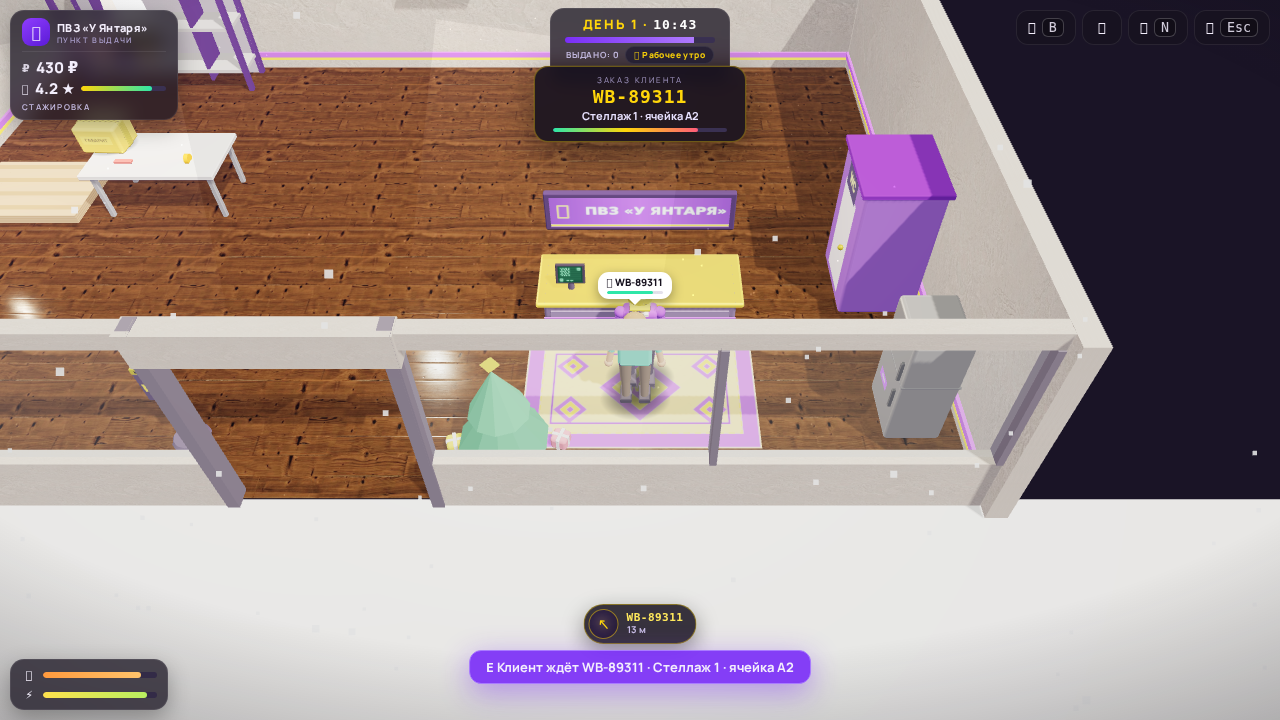 ПВЗ «У Янтаря»
ПУНКТ ВЫДАЧИ
₽ 430 ₽
4.2 ★
СТАЖИРОВКА
ДЕНЬ 1 · 10:43
ВЫДАНО: 0
Рабочее утро
ЗАКАЗ КЛИЕНТА
WB-89311
Стеллаж 1 · ячейка А2
B
N
Esc
ПВЗ «У ЯНТАРЯ»
WB-89311
WB-89311
13 м
E Клиент ждёт WB-89311 · Стеллаж 1 · ячейка А2